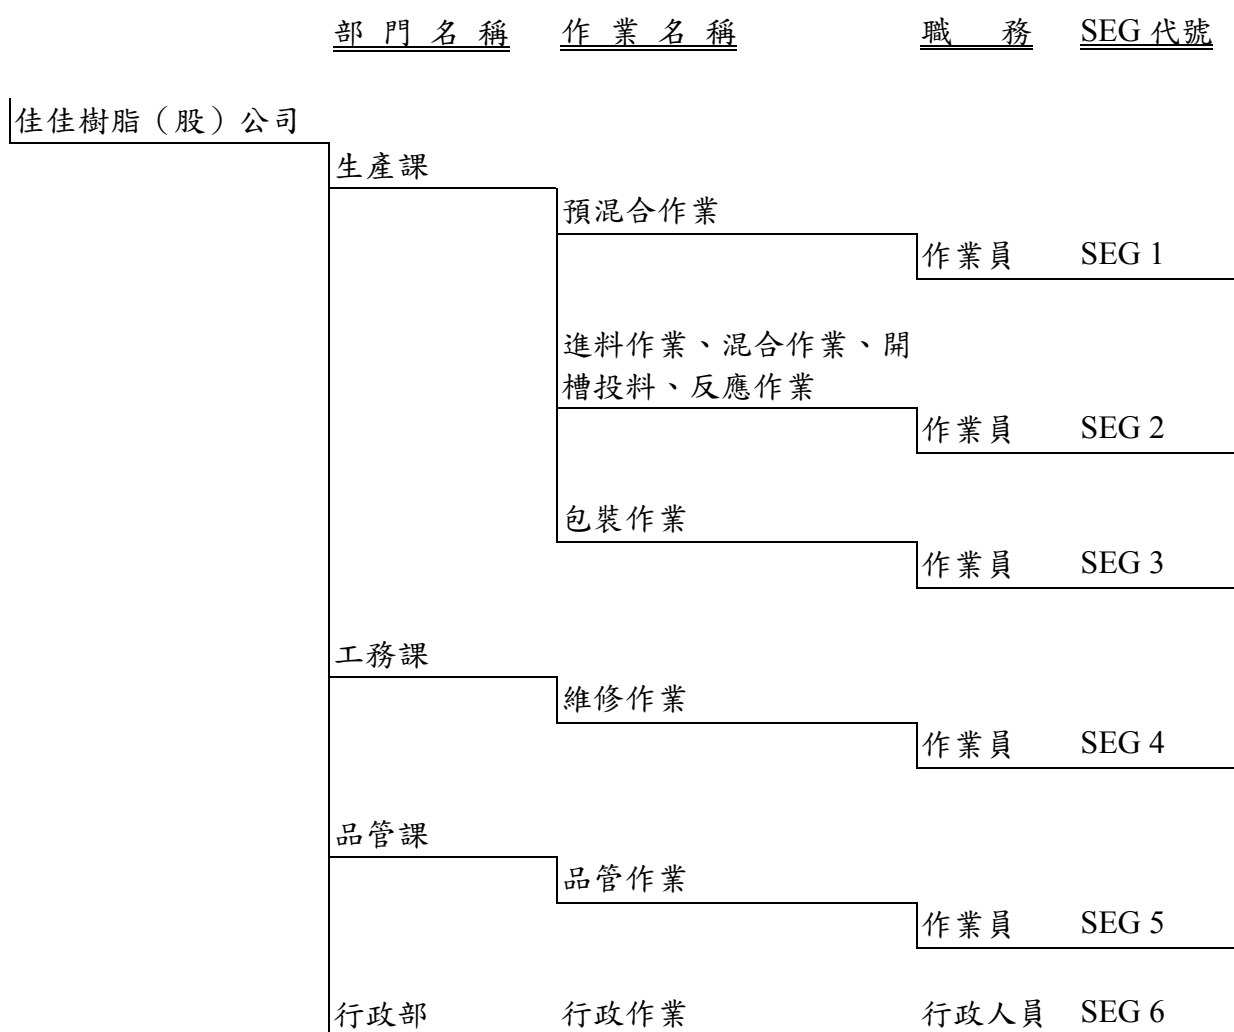 部門名稱 作業名稱 職務 SEG 代號
佳佳樹脂（股）公司
生產課
預混合作業
作業員 SEG 1
進料作業、混合作業、開
槽投料、反應作業
作業員 SEG 2
包裝作業
作業員 SEG 3
工務課
維修作業
作業員 SEG 4
品管課
品管作業
作業員 SEG 5
行政部 行政作業 行政人員 SEG 6